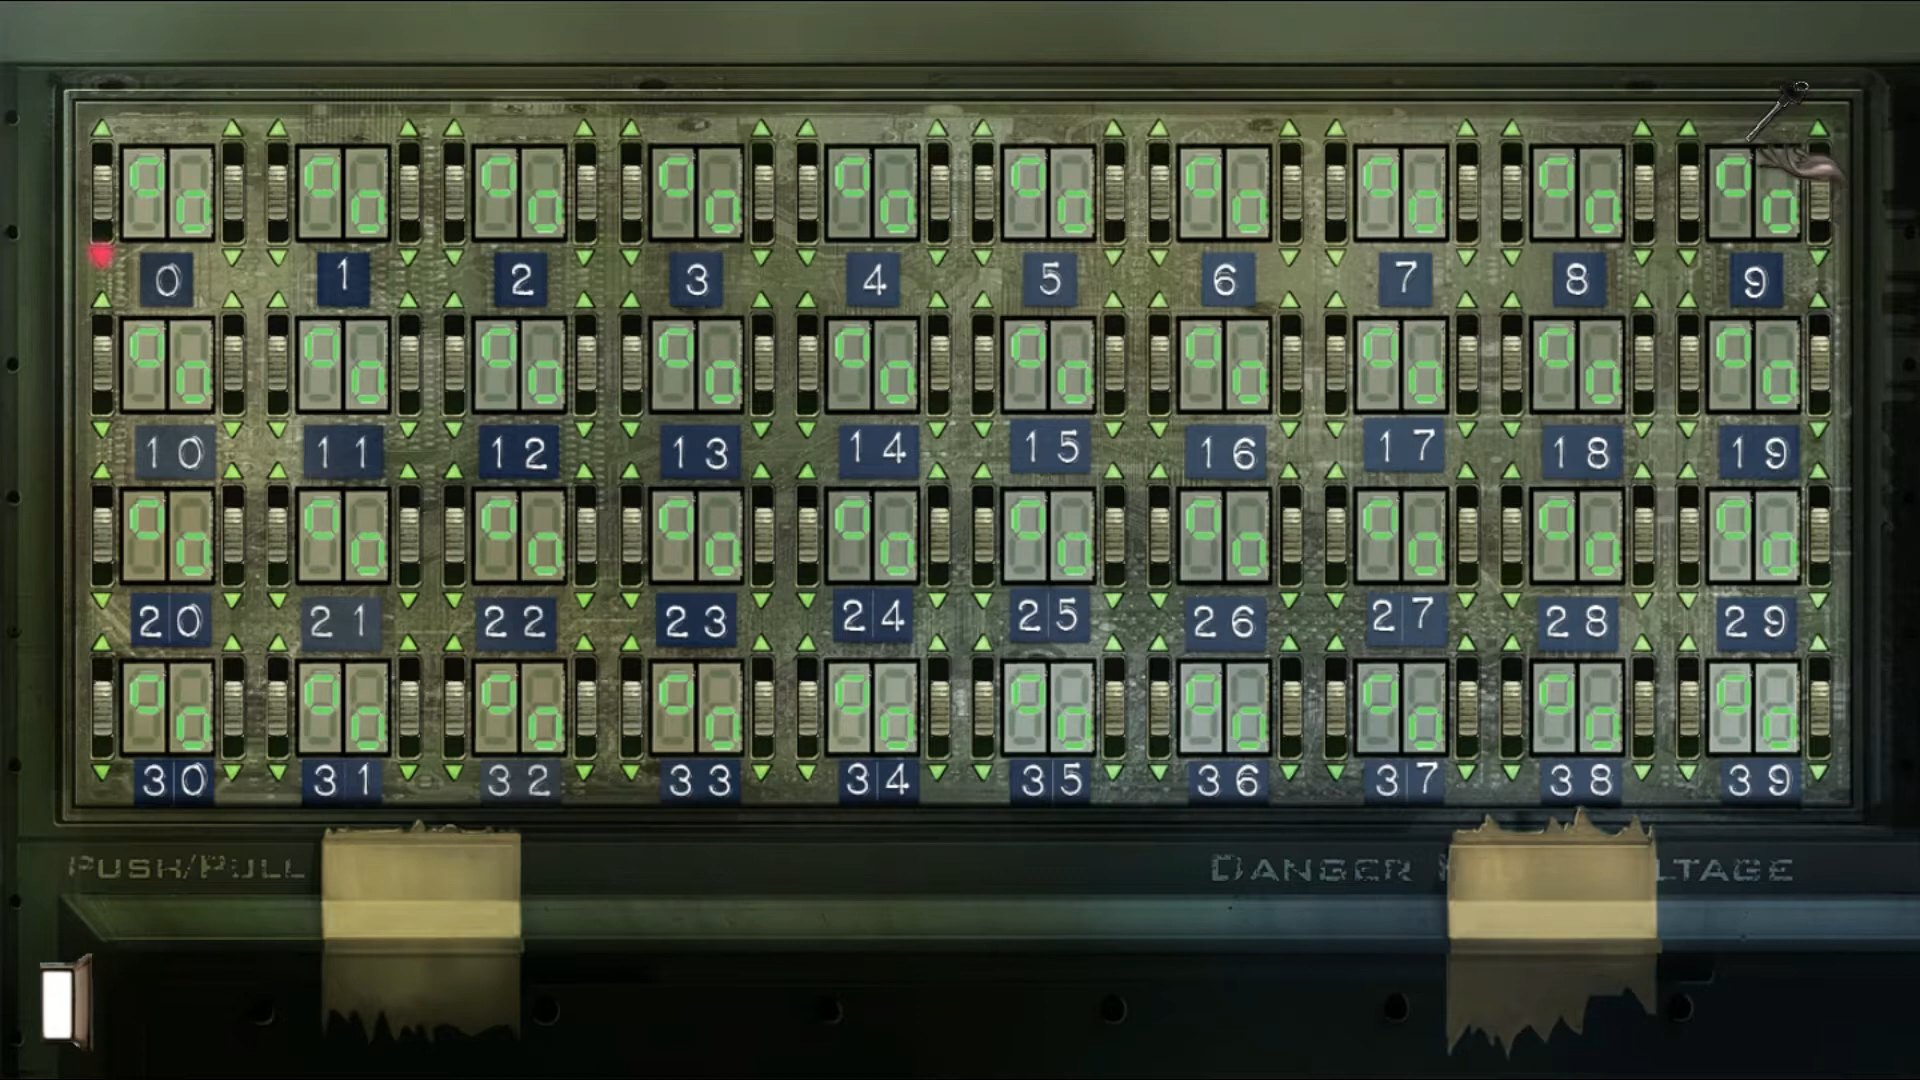 0 1 2 3 4 5 6 7 8 9
10 11 12 13 14 15 16 17 18 19
20 21 22 23 24 25 26 27 28 29
30 31 32 33 34 35 36 37 38 39
PUSH/PULL DANGER